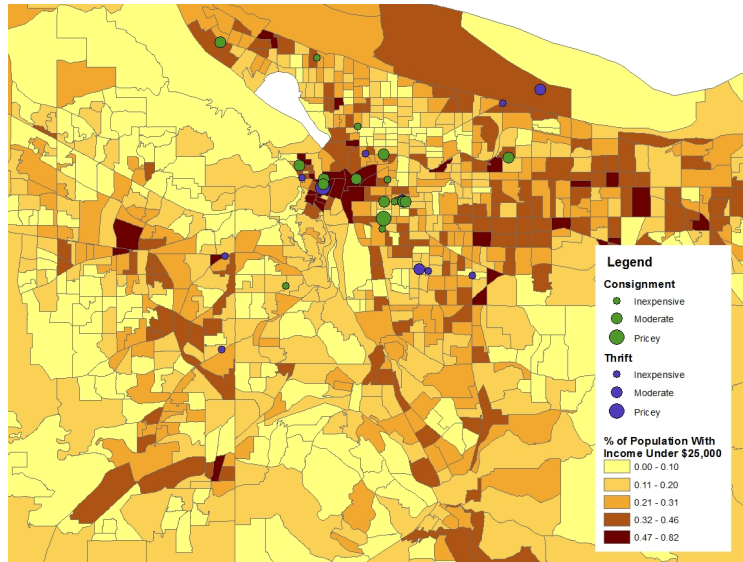 Legend
Consignment
Inexpensive
Moderate
Pricey
Thrift
Inexpensive
Moderate
Pricey
% of Population With
Income Under $25,000
0.00 - 0.10
0.11 - 0.20
0.21 - 0.31
0.32 - 0.46
0.47 - 0.82